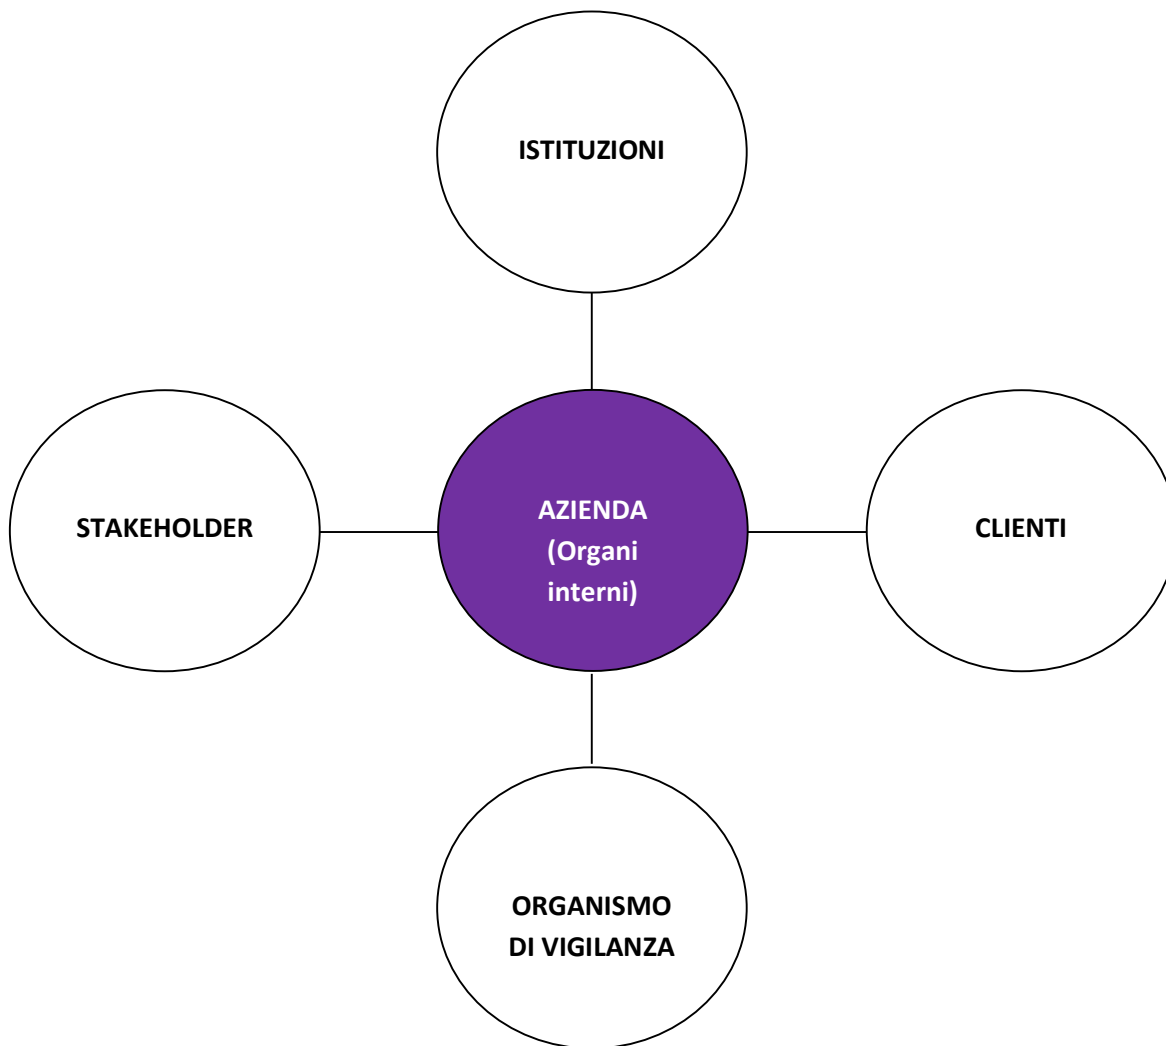 ISTITUZIONI
STAKEHOLDER
AZIENDA
(Organi
interni)
CLIENTI
ORGANISMO
DI VIGILANZA